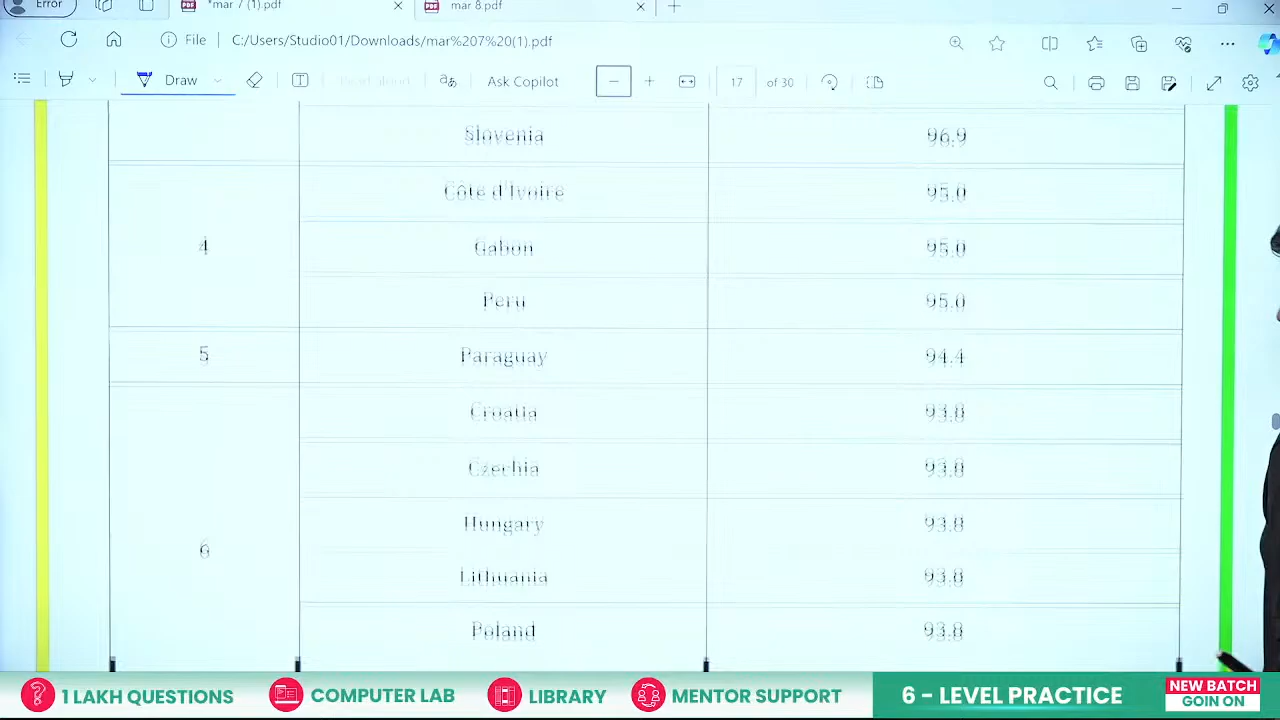 Error
*mar 7 (1).pdf
mar 8.pdf
File
C:/Users/Studio01/Downloads/mar%207%20(1).pdf
Draw
Read aloud
Ask Copilot
17 of 30
Slovenia 96.9
4
Côte d'Ivoire 95.0
Gabon 95.0
Peru 95.0
5 Paraguay 94.4
6
Croatia 93.8
Czechia 93.8
Hungary 93.8
Lithuania 93.8
Poland 93.8
1 LAKH QUESTIONS
COMPUTER LAB
LIBRARY
MENTOR SUPPORT
6 - LEVEL PRACTICE
NEW BATCH
GOIN ON